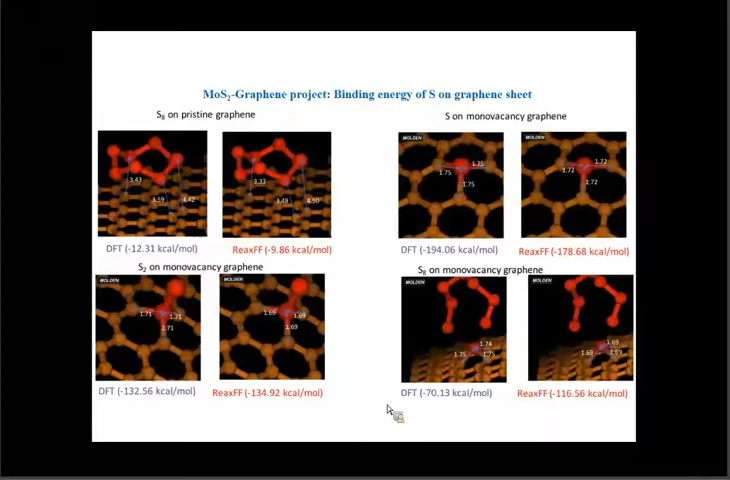 MoS₂-Graphene project: Binding energy of S on graphene sheet
S₈ on pristine graphene
3.43
3.59
4.42
3.33
3.48
4.50
DFT (-12.31 kcal/mol)
ReaxFF (-9.86 kcal/mol)
S on monovacancy graphene
MOLDEN
1.75
1.75
1.75
MOLDEN
1.72
1.72
1.72
DFT (-194.06 kcal/mol)
ReaxFF (-178.68 kcal/mol)
S₂ on monovacancy graphene
MOLDEN
1.71
1.71
1.71
MOLDEN
1.69
1.69
1.69
DFT (-132.56 kcal/mol)
ReaxFF (-134.92 kcal/mol)
S₈ on monovacancy graphene
MOLDEN
1.74
1.75
1.75
MOLDEN
1.69
1.69
1.69
DFT (-70.13 kcal/mol)
ReaxFF (-116.56 kcal/mol)